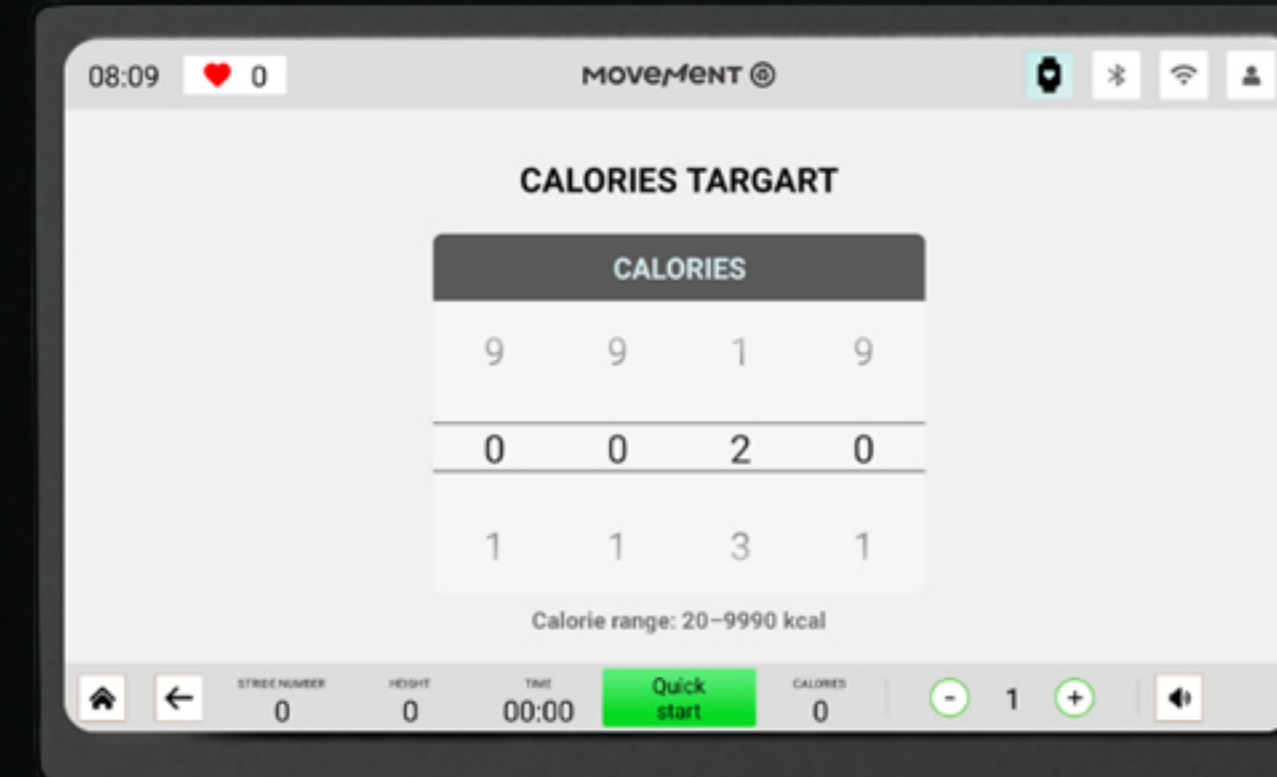 08:09 0 MOVEMENT
CALORIES TARGART
CALORIES
9 9 1 9
0 0 2 0
1 1 3 1
Calorie range: 20–9990 kcal
STRIDE NUMBER HEIGHT TIME Quick CALORIES
0 0 00:00 start 0 - 1 +